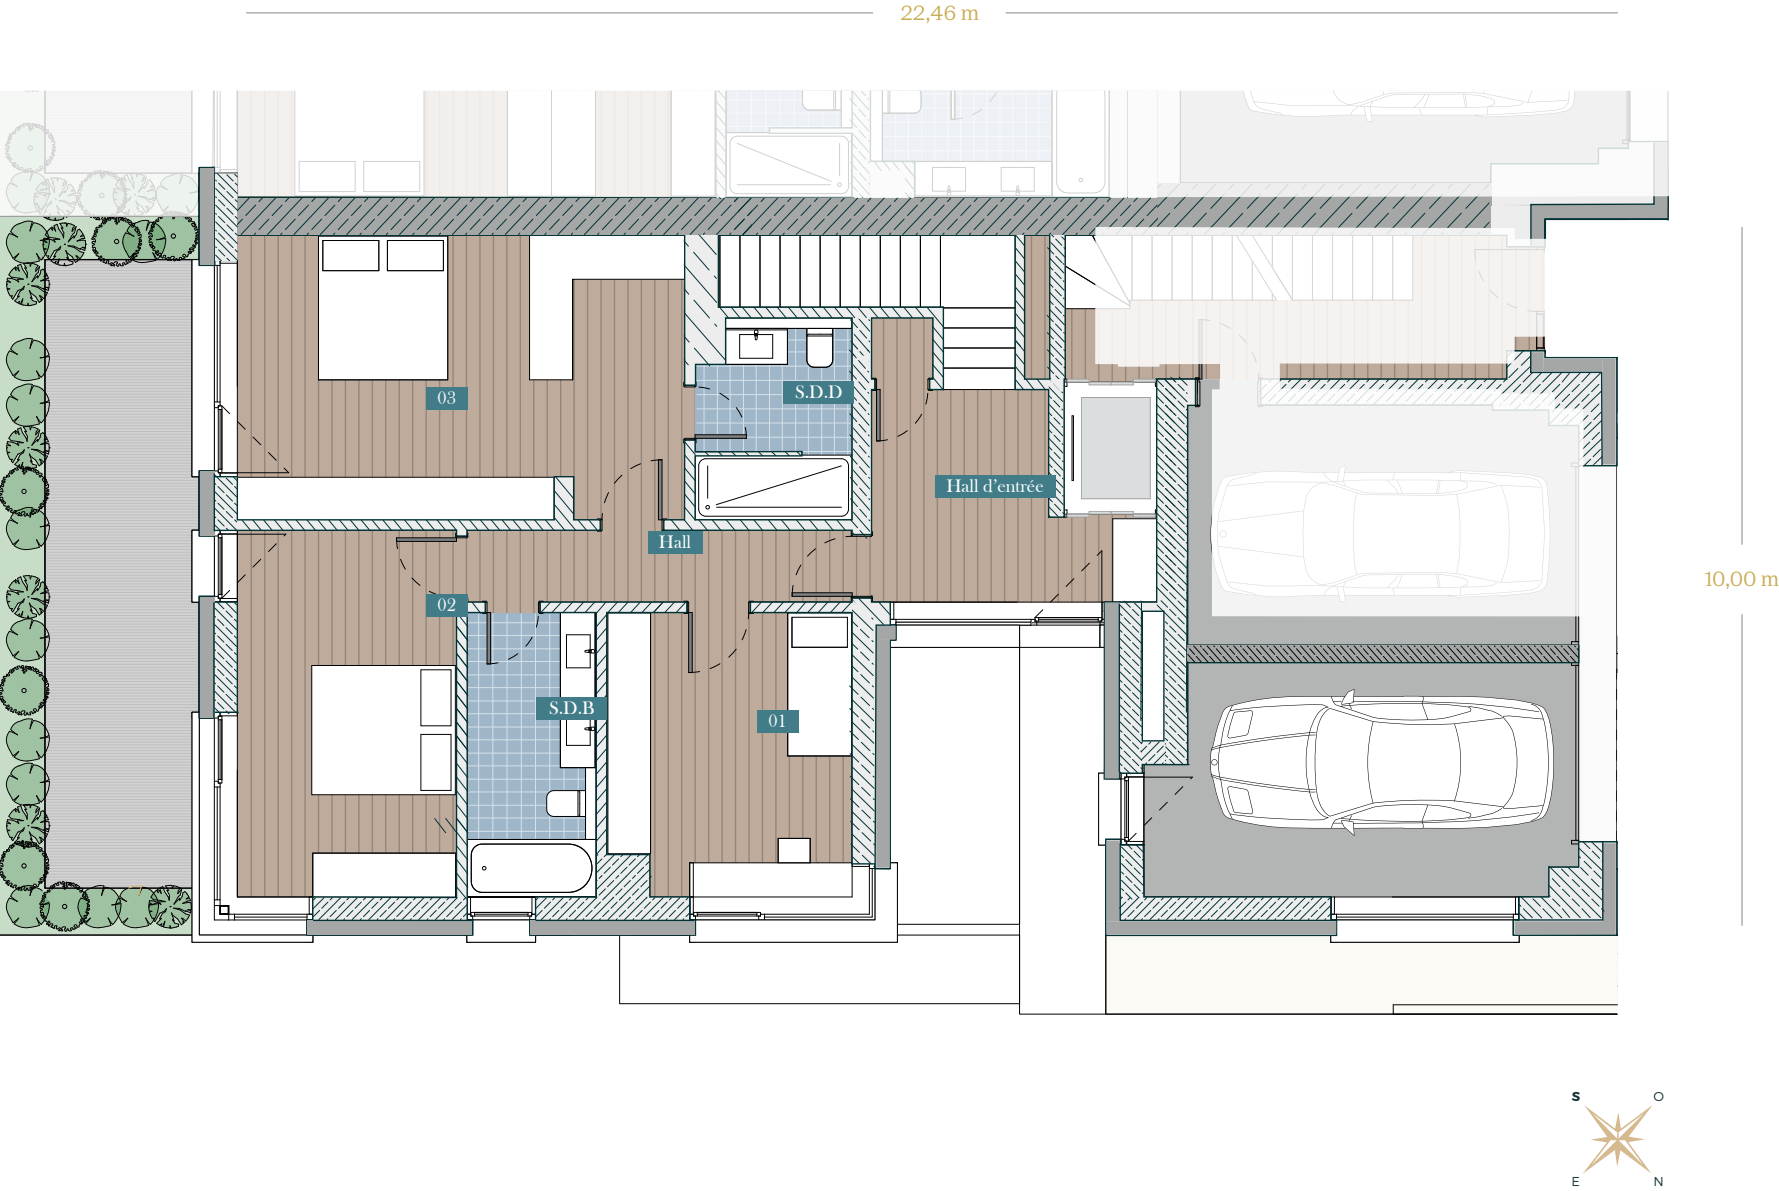 22,46 m
03
S.D.D
Hall d’entrée
Hall
10,00 m
02
S.D.B
01
S O
E N